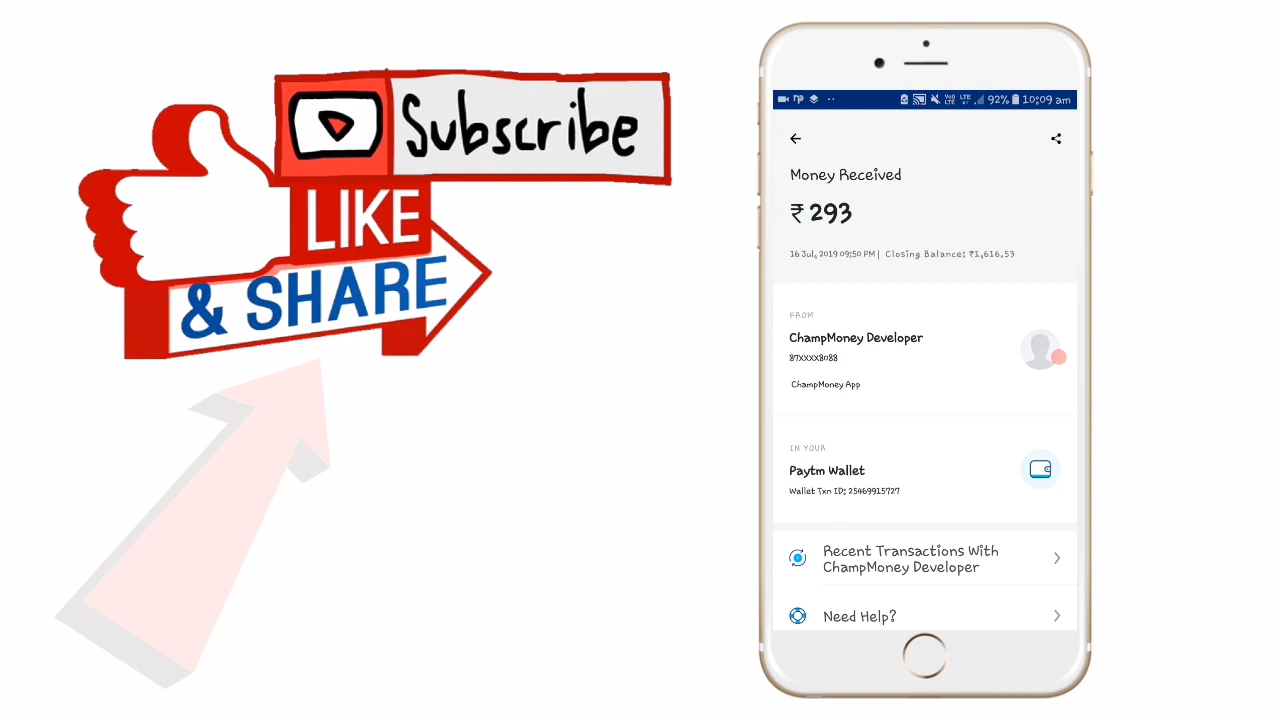 Subscribe
LIKE
& SHARE
92% 10:09 am
Money Received
₹ 293
16 Jul, 2019 09:50 PM | Closing Balance: ₹1,616.53
FROM
ChampMoney Developer
87XXXX8088
ChampMoney App
IN YOUR
Paytm Wallet
Wallet Txn ID: 25469915727
Recent Transactions With
ChampMoney Developer
Need Help?